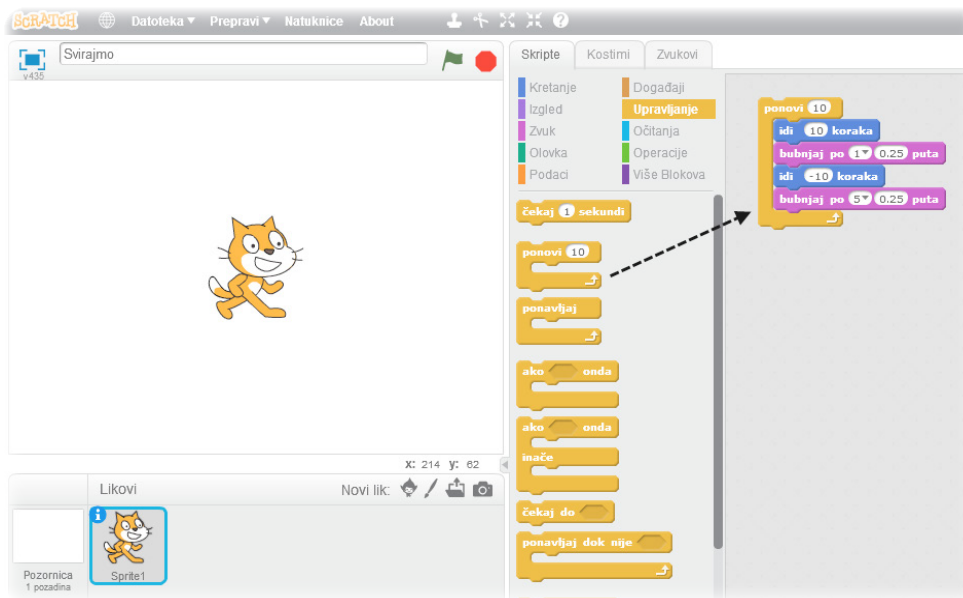 SCRATCH Datoteka Prepravi Natuknice About
v435
Svirajmo
X: 214 y: 62
Likovi Novi lik:
Pozornica
1 pozadina
Sprite1
Skripte Kostimi Zvukovi
Kretanje Događaji
Izgled Upravljanje
Zvuk Očitanja
Olovka Operacije
Podaci Više Blokova
čekaj 1 sekundi
ponovi 10
ponavljaj
ako onda
ako onda
inače
čekaj do
ponavljaj dok nije
ponovi 10
idi 10 koraka
bubnjaj po 1 0.25 puta
idi -10 koraka
bubnjaj po 5 0.25 puta